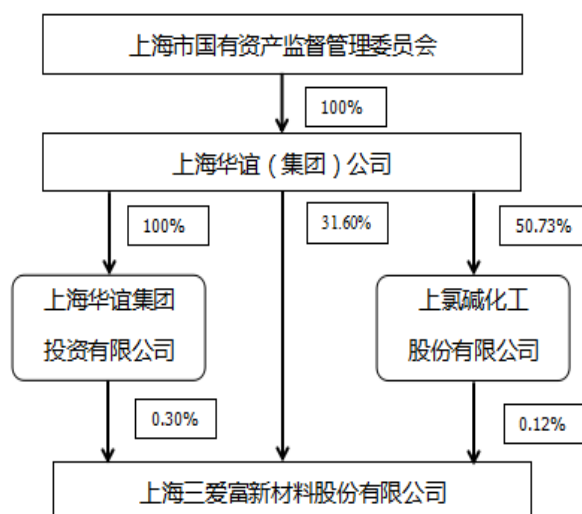 上海市国有资产监督管理委员会
100%
上海华谊（集团）公司
100%
31.60%
50.73%
上海华谊集团
投资有限公司
上氯碱化工
股份有限公司
0.30%
0.12%
上海三爱富新材料股份有限公司